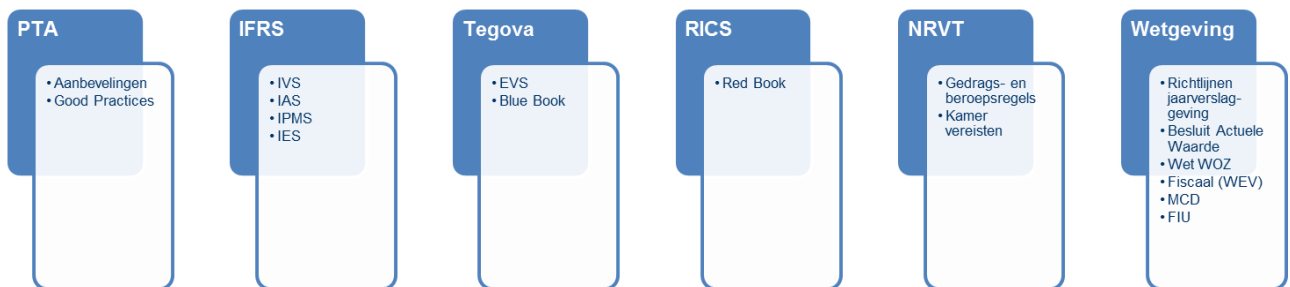 PTA
• Aanbevelingen
• Good Practices
IFRS
• IVS
• IAS
• IPMS
• IES
Tegova
• EVS
• Blue Book
RICS
• Red Book
NRVT
• Gedrags- en
beroepsregels
• Kamer
vereisten
Wetgeving
• Richtlijnen
jaarverslag-
geving
• Besluit Actuele
Waarde
• Wet WOZ
• Fiscaal (WEV)
• MCD
• FIU